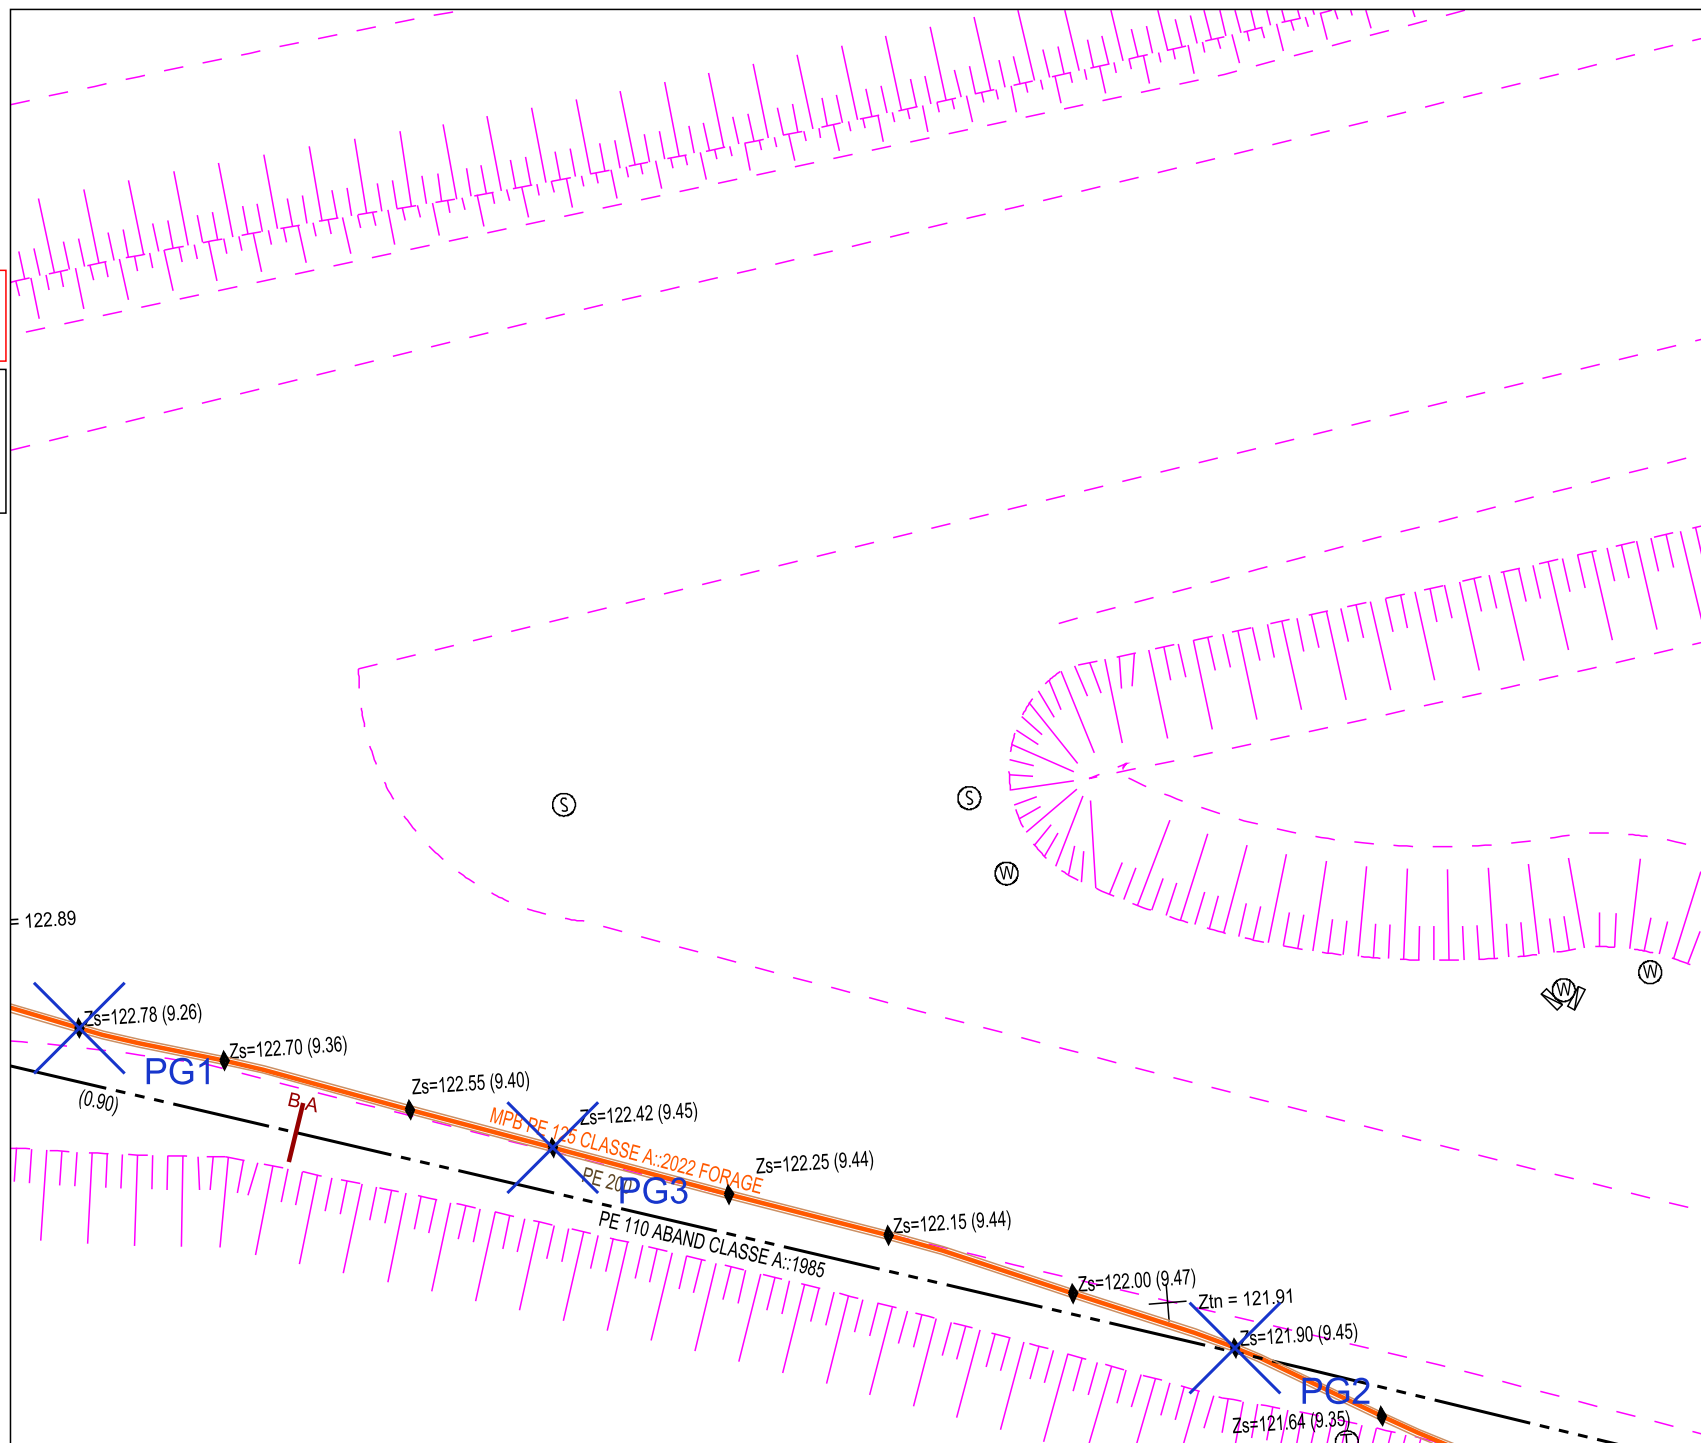 S
S
W
= 122.89
W
W
Zs=122.78 (9.26)
Zs=122.70 (9.36)
PG1
(0.90)
B A
Zs=122.55 (9.40)
Zs=122.42 (9.45)
MPB PE 125 CLASSE A::2022 FORAGE
Zs=122.25 (9.44)
PE 200
PG3
PE 110 ABAND CLASSE A::1985
Zs=122.15 (9.44)
Zs=122.00 (9.47)
Ztn = 121.91
Zs=121.90 (9.45)
PG2
Zs=121.64 (9.35)